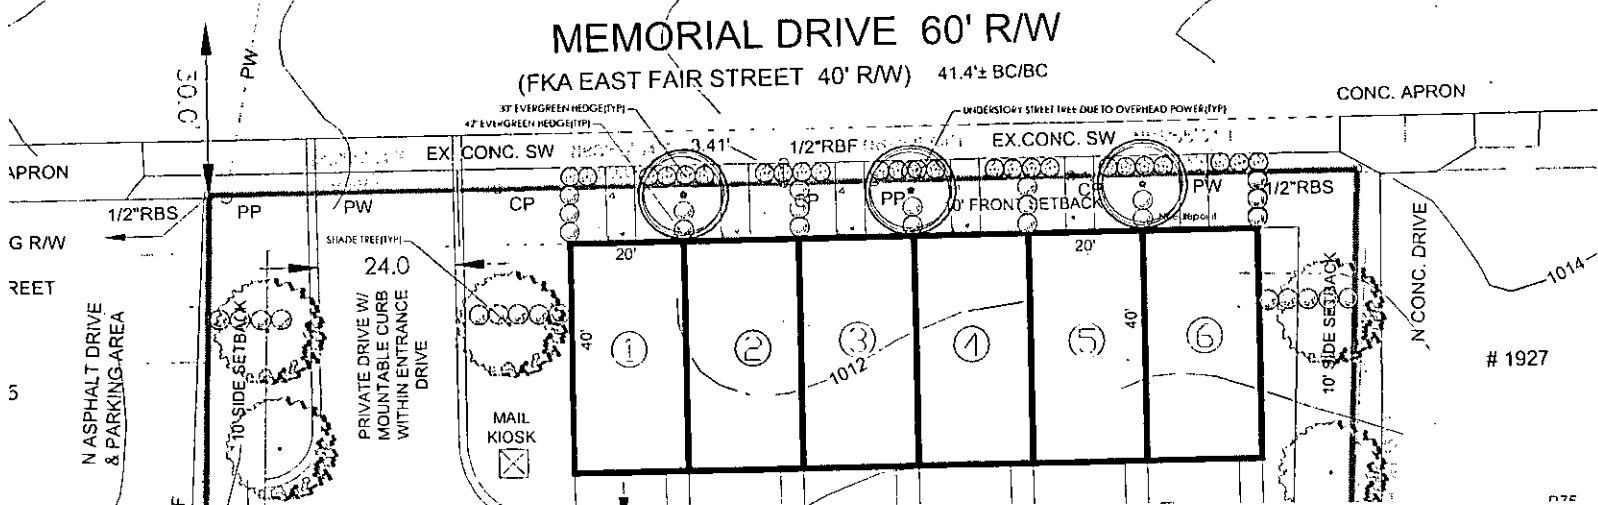 MEMORIAL DRIVE 60' R/W
(FKA EAST FAIR STREET 40' R/W) 41.4'± BC/BC
30.0'
PW
CONC. APRON
EVERGREEN HEDGE(TYP)
42" EVERGREEN HEDGE(TYP)
UNDERSTORY STREET TREE DUE TO OVERHEAD POWER(TYP)
EX. CONC. SW
3.41'
1/2"RBF
EX.CONC. SW
APRON
1/2"RBS
PP
PW
CP
PP
0' FRONT SETBACK
PW
1/2"RBS
G R/W
REET
SHADE TREE(TYP)
24.0
20'
20'
40'
40'
1
2
3
4
5
6
1012
1014
N ASPHALT DRIVE
& PARKING AREA
10' SIDE SETBACK
PRIVATE DRIVE W/
MOUNTABLE CURB
WITHIN ENTRANCE
DRIVE
MAIL
KIOSK
10' SIDE SETBACK
N CONC. DRIVE
# 1927